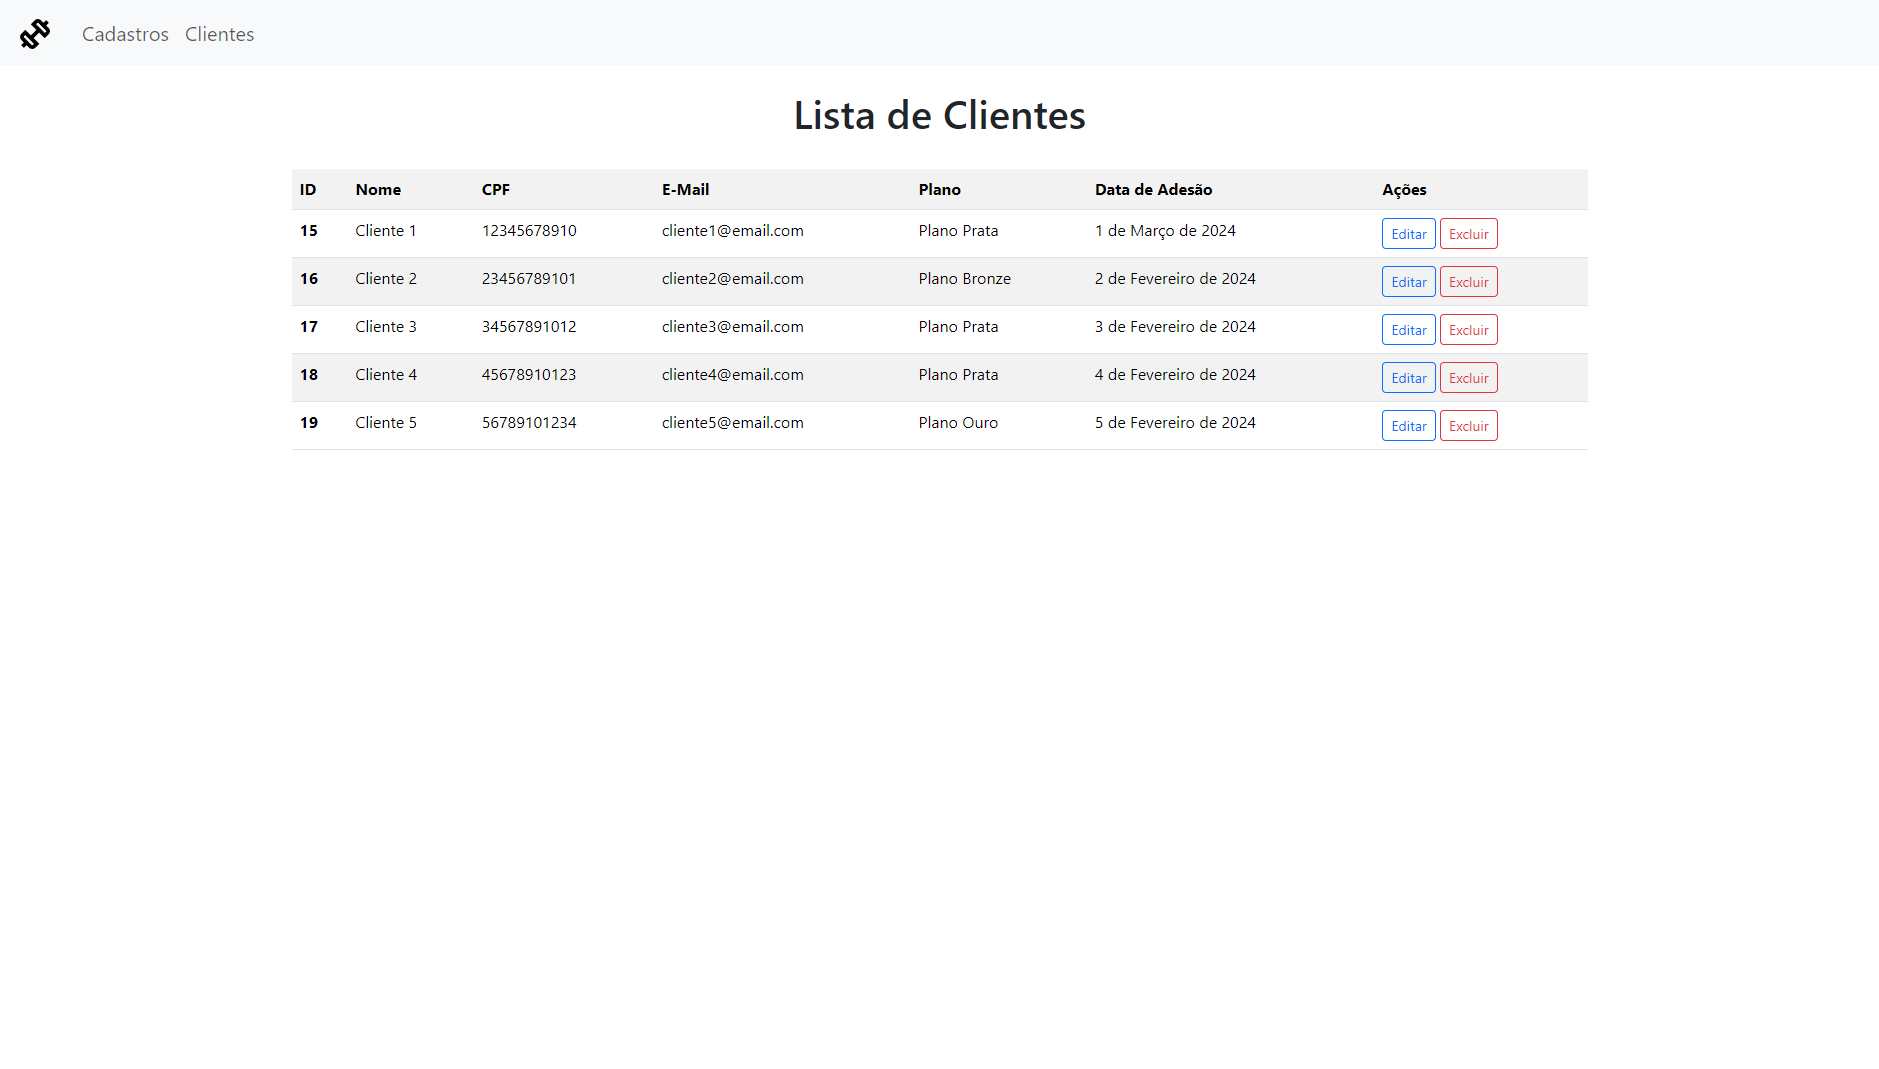 Cadastros Clientes
Lista de Clientes
ID Nome CPF E-Mail Plano Data de Adesão Ações
15 Cliente 1 12345678910 cliente1@email.com Plano Prata 1 de Março de 2024 Editar Excluir
16 Cliente 2 23456789101 cliente2@email.com Plano Bronze 2 de Fevereiro de 2024 Editar Excluir
17 Cliente 3 34567891012 cliente3@email.com Plano Prata 3 de Fevereiro de 2024 Editar Excluir
18 Cliente 4 45678910123 cliente4@email.com Plano Prata 4 de Fevereiro de 2024 Editar Excluir
19 Cliente 5 56789101234 cliente5@email.com Plano Ouro 5 de Fevereiro de 2024 Editar Excluir